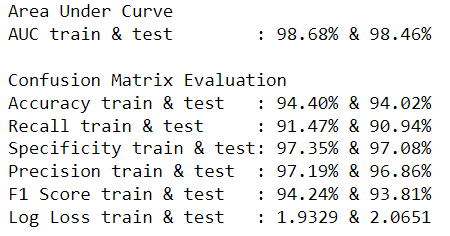 Area Under Curve
AUC train & test : 98.68% & 98.46%
Confusion Matrix Evaluation
Accuracy train & test : 94.40% & 94.02%
Recall train & test : 91.47% & 90.94%
Specificity train & test: 97.35% & 97.08%
Precision train & test : 97.19% & 96.86%
F1 Score train & test : 94.24% & 93.81%
Log Loss train & test : 1.9329 & 2.0651